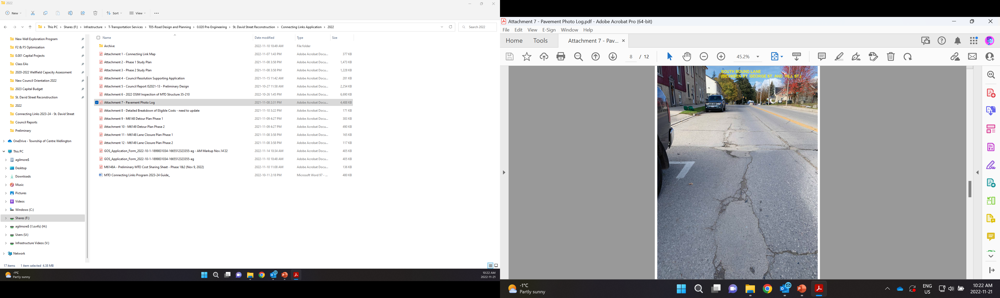 2022
New
Sort
View
This PC > Shares (F:) > Infrastructure > T-Transportation Services > T05-Road Design and Planning > 0.020 Pre-Engineering > St. David Street Reconstruction > Connecting Links Application > 2022
Search 2022
New Well Exploration Program
F2 & F5 Optimization
0.001 Capital Projects
Class EAs
2020-2022 Wellfield Capacity Assessment
New Council Orientation 2022
2023 Capital Budget
St. David Street Reconstruction
2022
Connecting Links 2023-24 - St. David Street
Council Reports
Preliminary
OneDrive - Township of Centre Wellington
This PC
agilmore$
Desktop
Downloads
Music
Pictures
Videos
Windows (C:)
Shares (F:)
agilmore$ (\\svrfs) (H:)
Users (U:)
Infrastructure Videos (V:)
Network
Name Date modified Type Size
Archive 2022-11-10 10:49 AM File folder
Attachment 1 - Connecting Link Map 2022-11-07 1:43 PM Adobe Acrobat Docu... 377 KB
Attachment 2 - Phase 1 Study Plan 2021-11-08 3:58 PM Adobe Acrobat Docu... 1,473 KB
Attachment 3 - Phase 2 Study Plan 2021-11-08 3:58 PM Adobe Acrobat Docu... 1,228 KB
Attachment 4 - Council Resolution Supporting Application 2021-11-15 11:42 AM Adobe Acrobat Docu... 281 KB
Attachment 5 - Council Report IS2021-13 - Preliminary Design 2021-10-27 11:58 AM Adobe Acrobat Docu... 2,254 KB
Attachment 6 - 2022 OSIM Inspection of MTO Structure 35-210 2022-10-26 1:45 PM Adobe Acrobat Docu... 6,690 KB
Attachment 7 - Pavement Photo Log 2021-11-08 2:31 PM Adobe Acrobat Docu... 4,488 KB
Attachment 8 - Detailed Breakdown of Eligible Costs - need to update 2021-11-10 3:22 PM Adobe Acrobat Docu... 171 KB
Attachment 9 - M6148 Detour Plan Phase 1 2021-11-09 4:27 PM Adobe Acrobat Docu... 383 KB
Attachment 10 - M6149 Detour Plan Phase 2 2021-11-09 4:27 PM Adobe Acrobat Docu... 490 KB
Attachment 11 - M6148 Lane Closure Plan Phase 1 2021-11-08 3:58 PM Adobe Acrobat Docu... 165 KB
Attachment 12 - M6149 Lane Closure Plan Phase 2 2021-11-08 3:58 PM Adobe Acrobat Docu... 117 KB
GOS_Application_Form_2022-10-1-1899831034-1665512323355-ag - AM Markup Nov.14'22 2022-11-14 10:34 AM Adobe Acrobat Docu... 405 KB
GOS_Application_Form_2022-10-1-1899831034-1665512323355-ag 2022-11-10 10:48 AM Adobe Acrobat Docu... 405 KB
M6148A - Preliminary MTO Cost Sharing Sheet - Phase 1&2 (Nov 9, 2022) 2022-11-10 11:08 AM Adobe Acrobat Docu... 136 KB
MTO Connecting Links Program 2023-24 Guide_ 2022-10-11 2:18 PM Microsoft Word 97 - ... 480 KB
17 items 1 item selected 4.38 MB
-1°C
Partly sunny
10:22 AM
2022-11-21
Attachment 7 - Pavement Photo Log.pdf - Adobe Acrobat Pro (64-bit)
File Edit View E-Sign Window Help
Home Tools Attachment 7 - Pav... ×
8 / 12 45.2%
SOUTH BOUND LANE
(BETWEEN ST. GEORGE ST. AND HILL ST.)
-1°C
Partly sunny
ENG
US
10:22 AM
2022-11-21